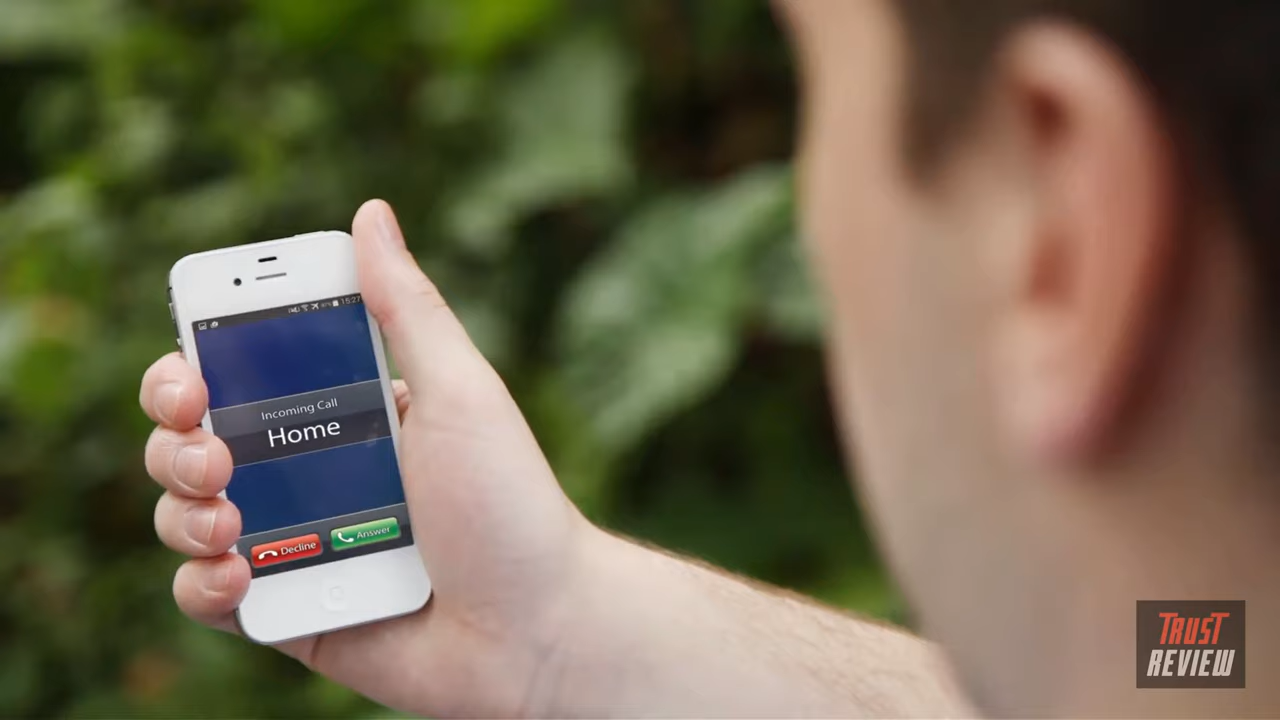 15:27
Incoming Call
Home
Decline
Answer
TRUST
REVIEW